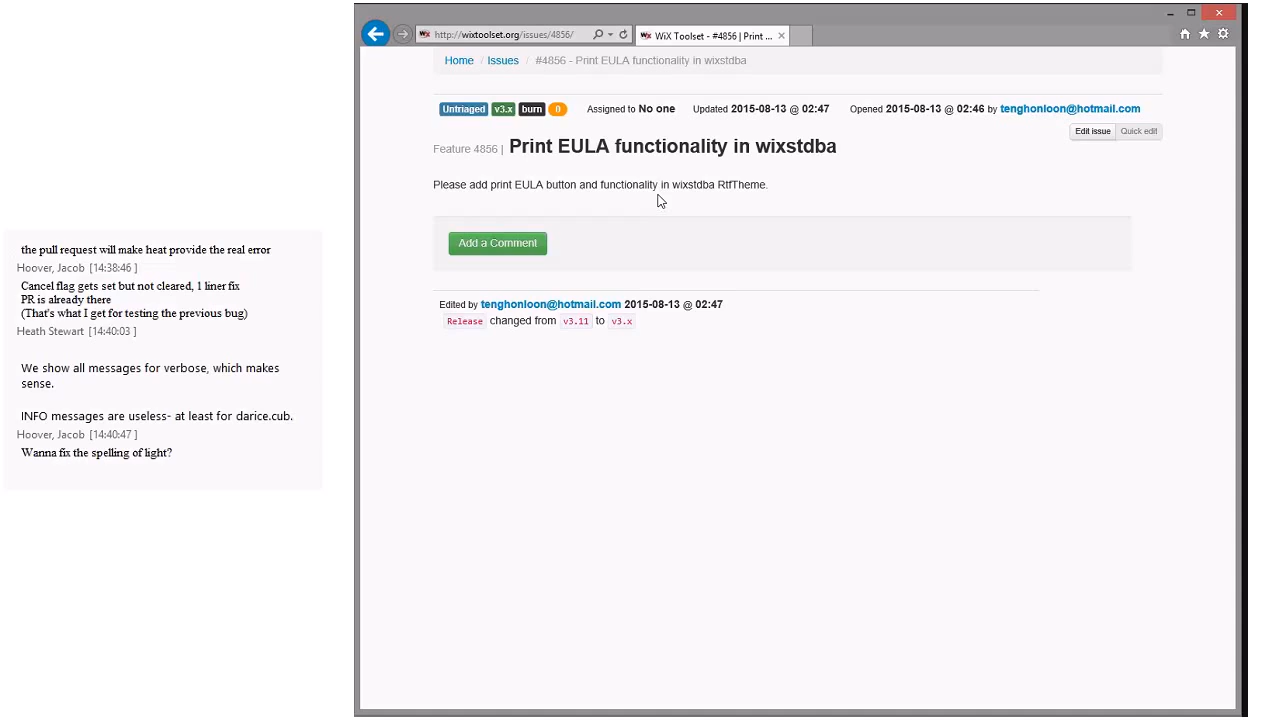 the pull request will make heat provide the real error
Hoover, Jacob [14:38:46 ]
Cancel flag gets set but not cleared, 1 liner fix
PR is already there
(That's what I get for testing the previous bug)
Heath Stewart [14:40:03 ]
We show all messages for verbose, which makes
sense.
INFO messages are useless- at least for darice.cub.
Hoover, Jacob [14:40:47 ]
Wanna fix the spelling of light?
http://wixtoolset.org/issues/4856/
WiX Toolset - #4856 | Print ...
Home / Issues / #4856 - Print EULA functionality in wixstdba
Untriaged v3.x burn 0 Assigned to No one Updated 2015-08-13 @ 02:47 Opened 2015-08-13 @ 02:46 by tenghonloon@hotmail.com
Edit issue Quick edit
Feature 4856 | Print EULA functionality in wixstdba
Please add print EULA button and functionality in wixstdba RtfTheme.
Add a Comment
Edited by tenghonloon@hotmail.com 2015-08-13 @ 02:47
Release changed from v3.11 to v3.x